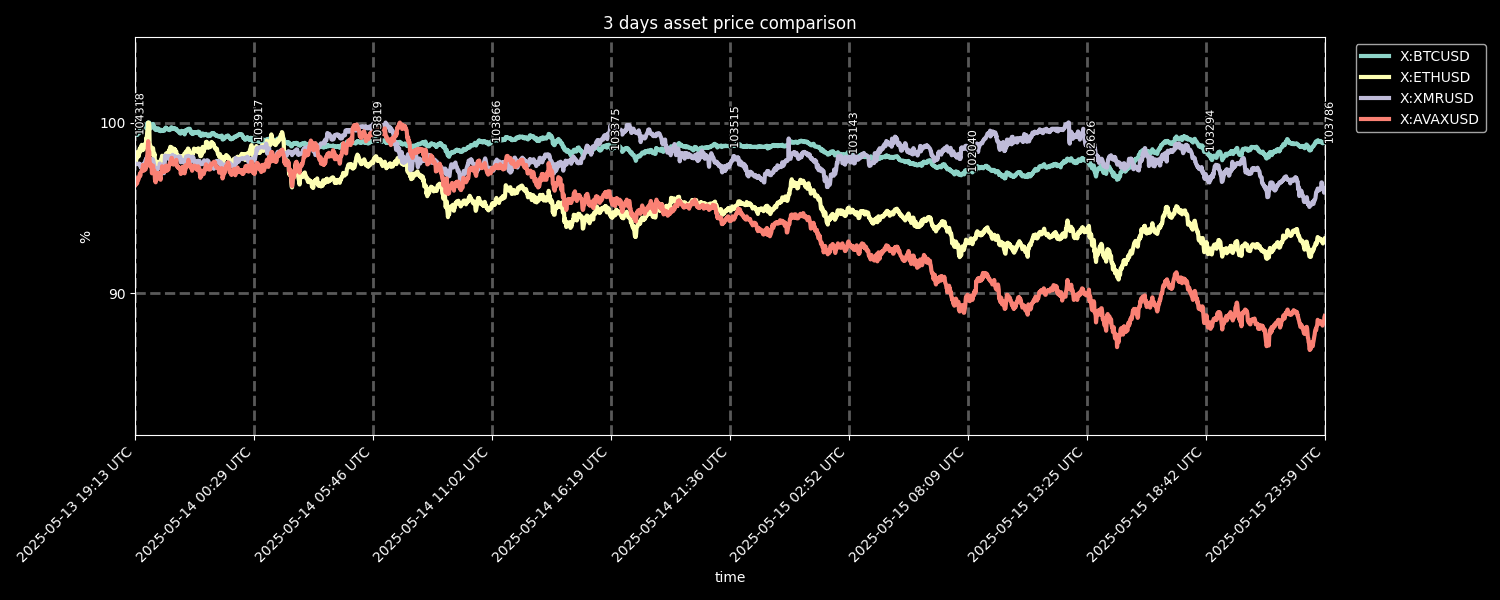 3 days asset price comparison
X:BTCUSD
X:ETHUSD
X:XMRUSD
X:AVAXUSD
100
90
%
104318
103917
103819
103866
103375
103515
103143
102040
102226
103294
103786
2025-05-13 19:13 UTC
2025-05-14 00:29 UTC
2025-05-14 05:46 UTC
2025-05-14 11:02 UTC
2025-05-14 16:19 UTC
2025-05-14 21:36 UTC
2025-05-15 02:52 UTC
2025-05-15 08:09 UTC
2025-05-15 13:25 UTC
2025-05-15 18:42 UTC
2025-05-15 23:59 UTC
time